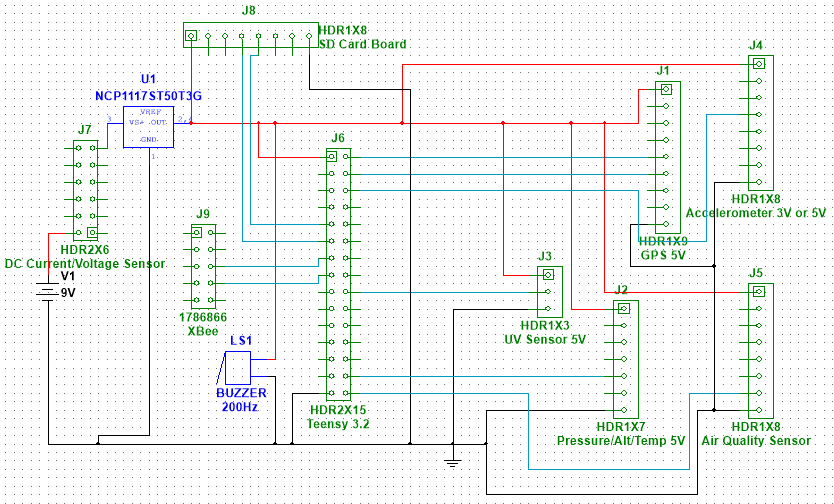 J8
HDR1X8
SD Card Board
J4
U1
NCP1117ST50T3G
VREF
VS+ .OUT
GND
3
2,4
1
J1
J7
J6
HDR1X8
Accelerometer 3V or 5V
J9
HDR1X9
GPS 5V
HDR2X6
DC Current/Voltage Sensor
V1
9V
J3
J5
J2
1786866
XBee
HDR1X3
UV Sensor 5V
LS1
BUZZER
200Hz
HDR2X15
Teensy 3.2
HDR1X7
Pressure/Alt/Temp 5V
HDR1X8
Air Quality Sensor